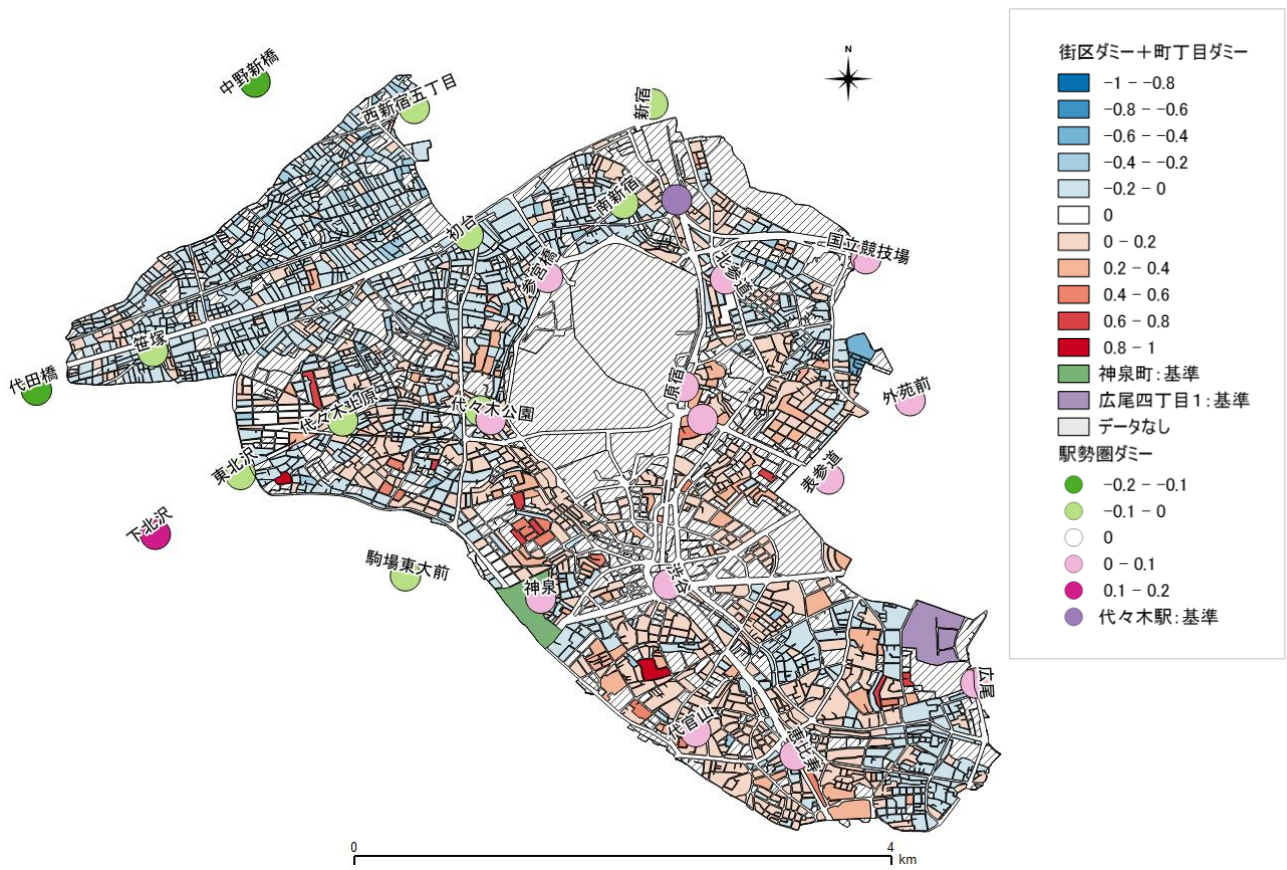 中野新橋
西新宿五丁目
新宿
N
南新宿
初台
国立競技場
参宮橋
北参道
笹塚
代田橋
原宿
外苑前
代々木上原
代々木公園
東北沢
表参道
下北沢
駒場東大前
神泉
渋谷
広尾
代官山
恵比寿
0
4
km
街区ダミー＋町丁目ダミー
-1 - -0.8
-0.8 - -0.6
-0.6 - -0.4
-0.4 - -0.2
-0.2 - 0
0
0 - 0.2
0.2 - 0.4
0.4 - 0.6
0.6 - 0.8
0.8 - 1
神泉町：基準
広尾四丁目１：基準
データなし
駅勢圏ダミー
-0.2 - -0.1
-0.1 - 0
0
0 - 0.1
0.1 - 0.2
代々木駅：基準